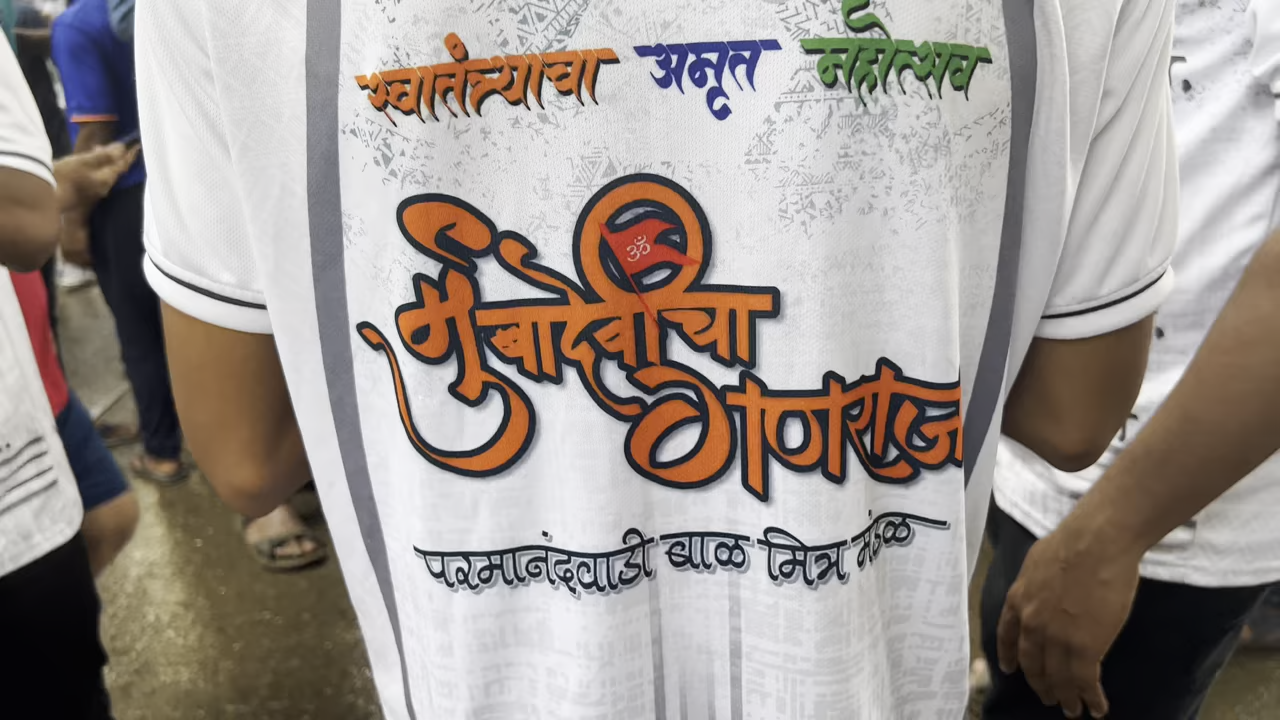 स्वातंत्र्याचा अमृत महोत्सव
ॐ
मुंबादेवीचा
गणराज
परमानंदवाडी बाळ मित्र मंडळ